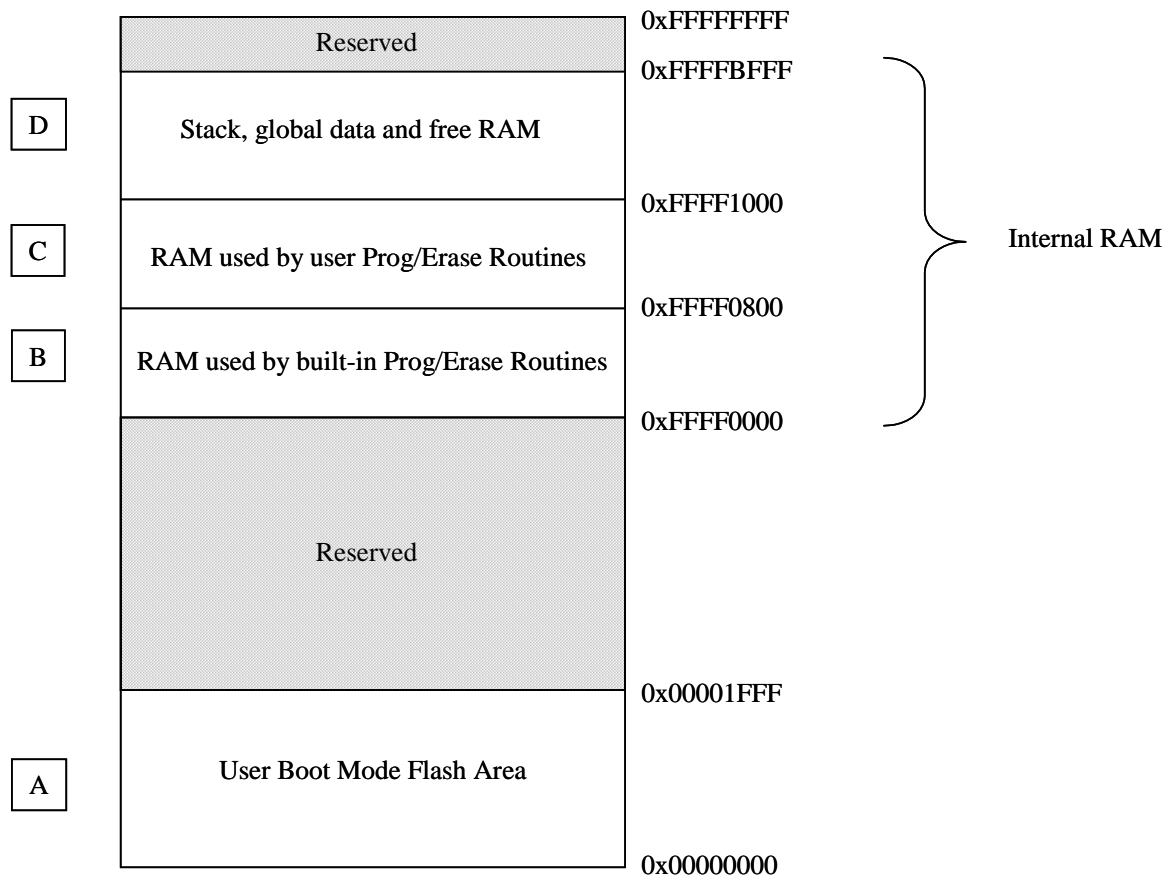 0xFFFFFFFF
Reserved
0xFFFFBFFF
D
Stack, global data and free RAM
0xFFFF1000
C
RAM used by user Prog/Erase Routines
Internal RAM
0xFFFF0800
B
RAM used by built-in Prog/Erase Routines
0xFFFF0000
Reserved
0x00001FFF
A
User Boot Mode Flash Area
0x00000000